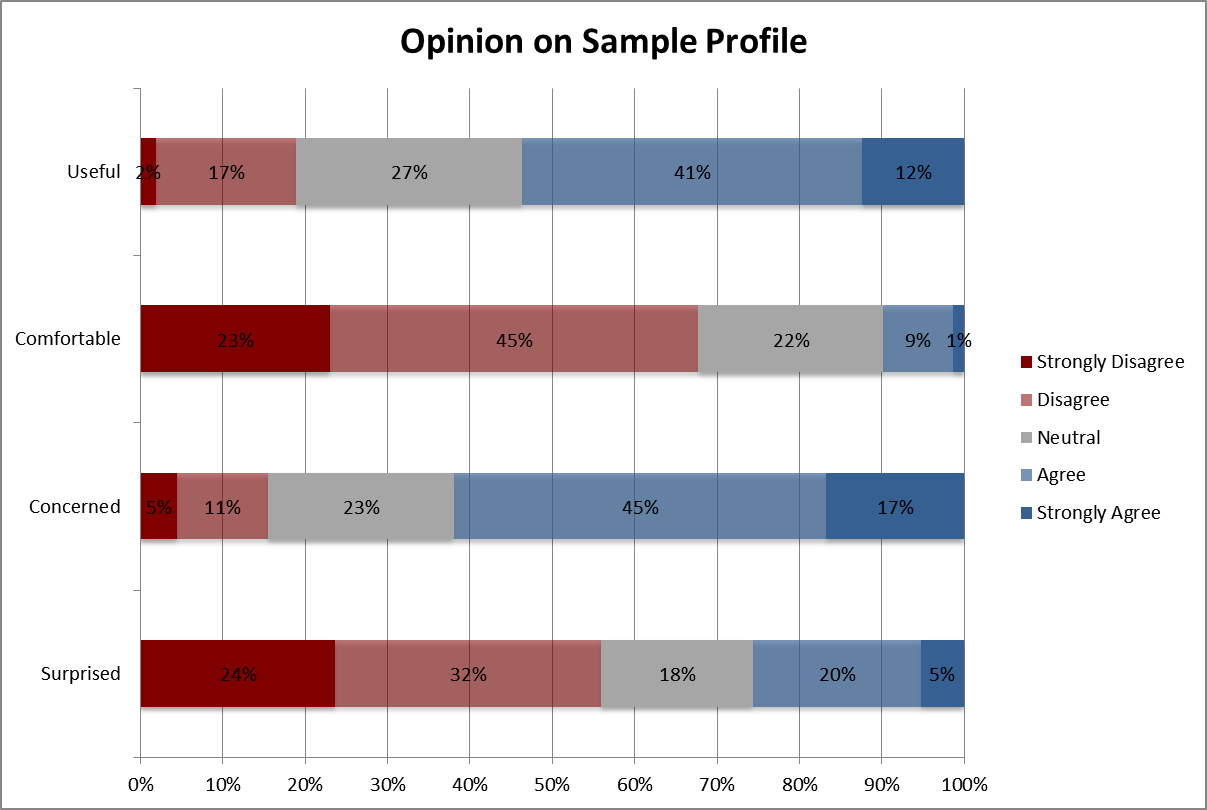 Opinion on Sample Profile
Useful
2% 17% 27% 41% 12%
Comfortable
23% 45% 22% 9% 1%
Concerned
5% 11% 23% 45% 17%
Surprised
24% 32% 18% 20% 5%
0% 10% 20% 30% 40% 50% 60% 70% 80% 90% 100%
Strongly Disagree
Disagree
Neutral
Agree
Strongly Agree